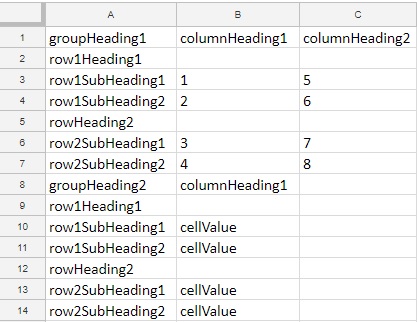 A B C
1 groupHeading1 columnHeading1 columnHeading2
2 row1Heading1
3 row1SubHeading1 1 5
4 row1SubHeading2 2 6
5 rowHeading2
6 row2SubHeading1 3 7
7 row2SubHeading2 4 8
8 groupHeading2 columnHeading1
9 row1Heading1
10 row1SubHeading1 cellValue
11 row1SubHeading2 cellValue
12 rowHeading2
13 row2SubHeading1 cellValue
14 row2SubHeading2 cellValue